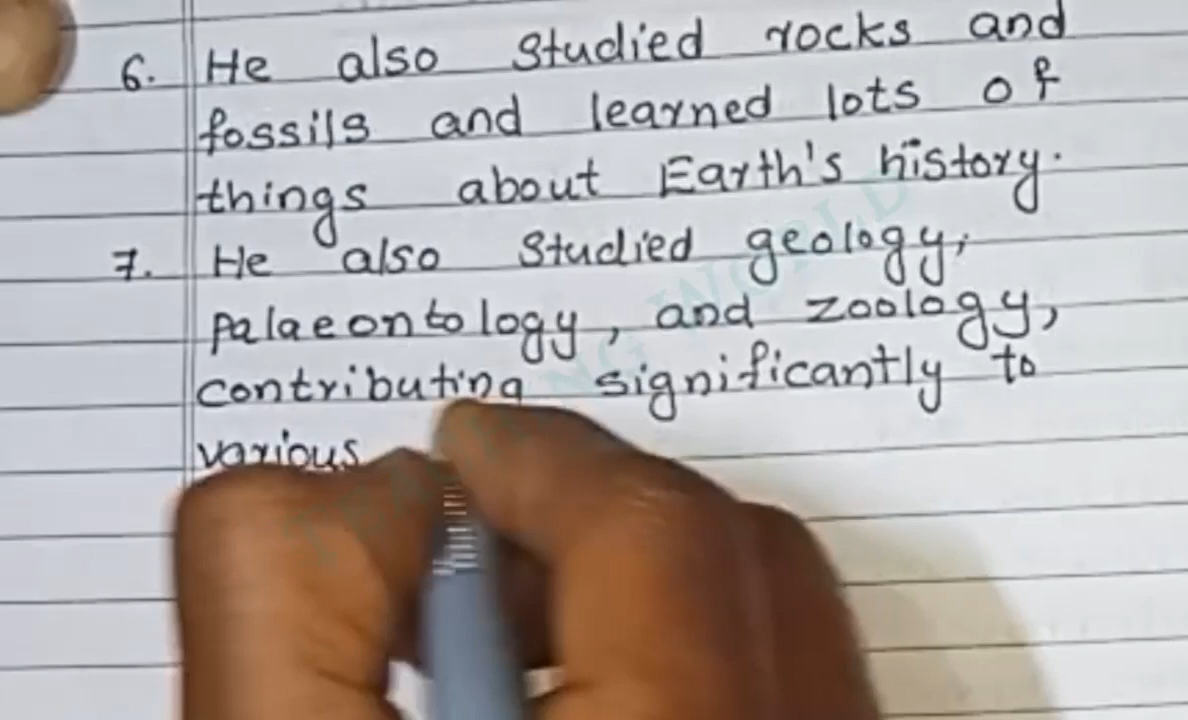 6. He also studied rocks and
fossils and learned lots of
things about Earth's history.
7. He also studied geology,
palaeontology, and zoology,
contributing significantly to
various